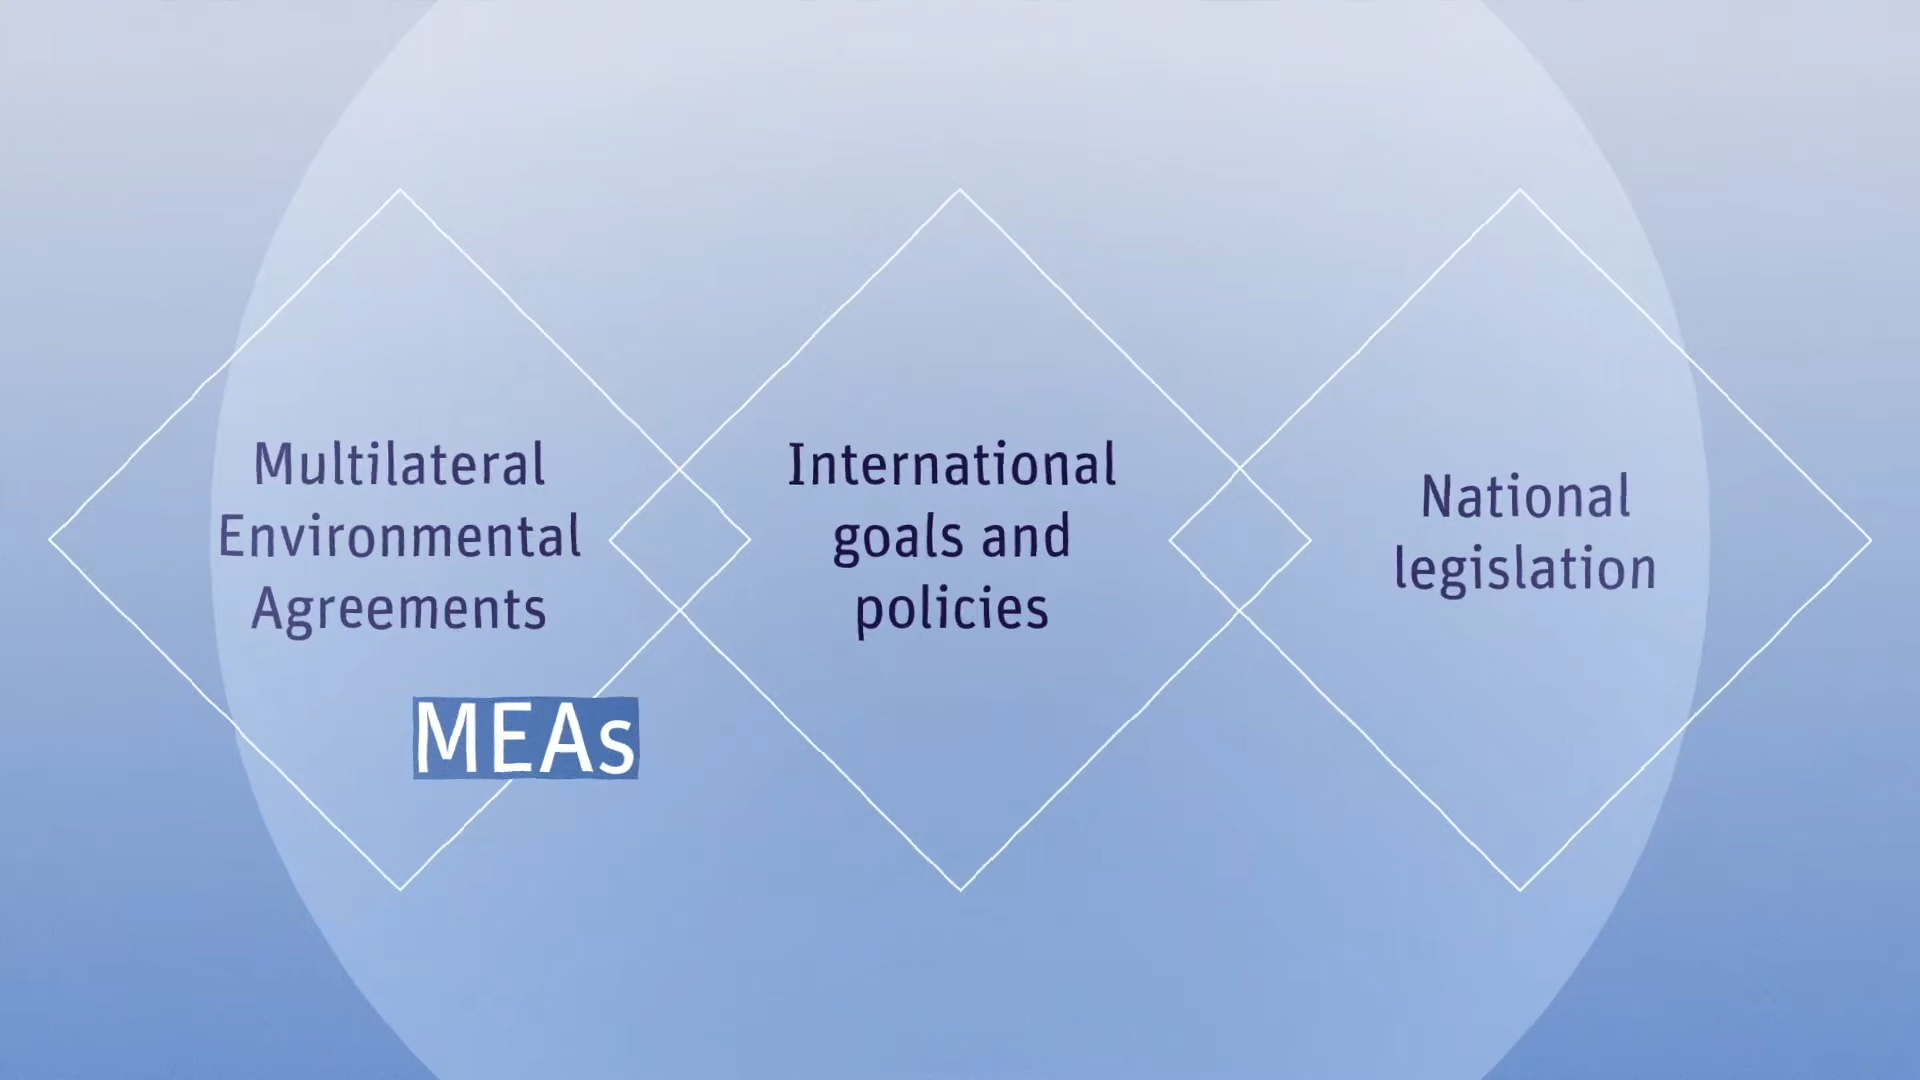 Multilateral
Environmental
Agreements
MEAs
International
goals and
policies
National
legislation